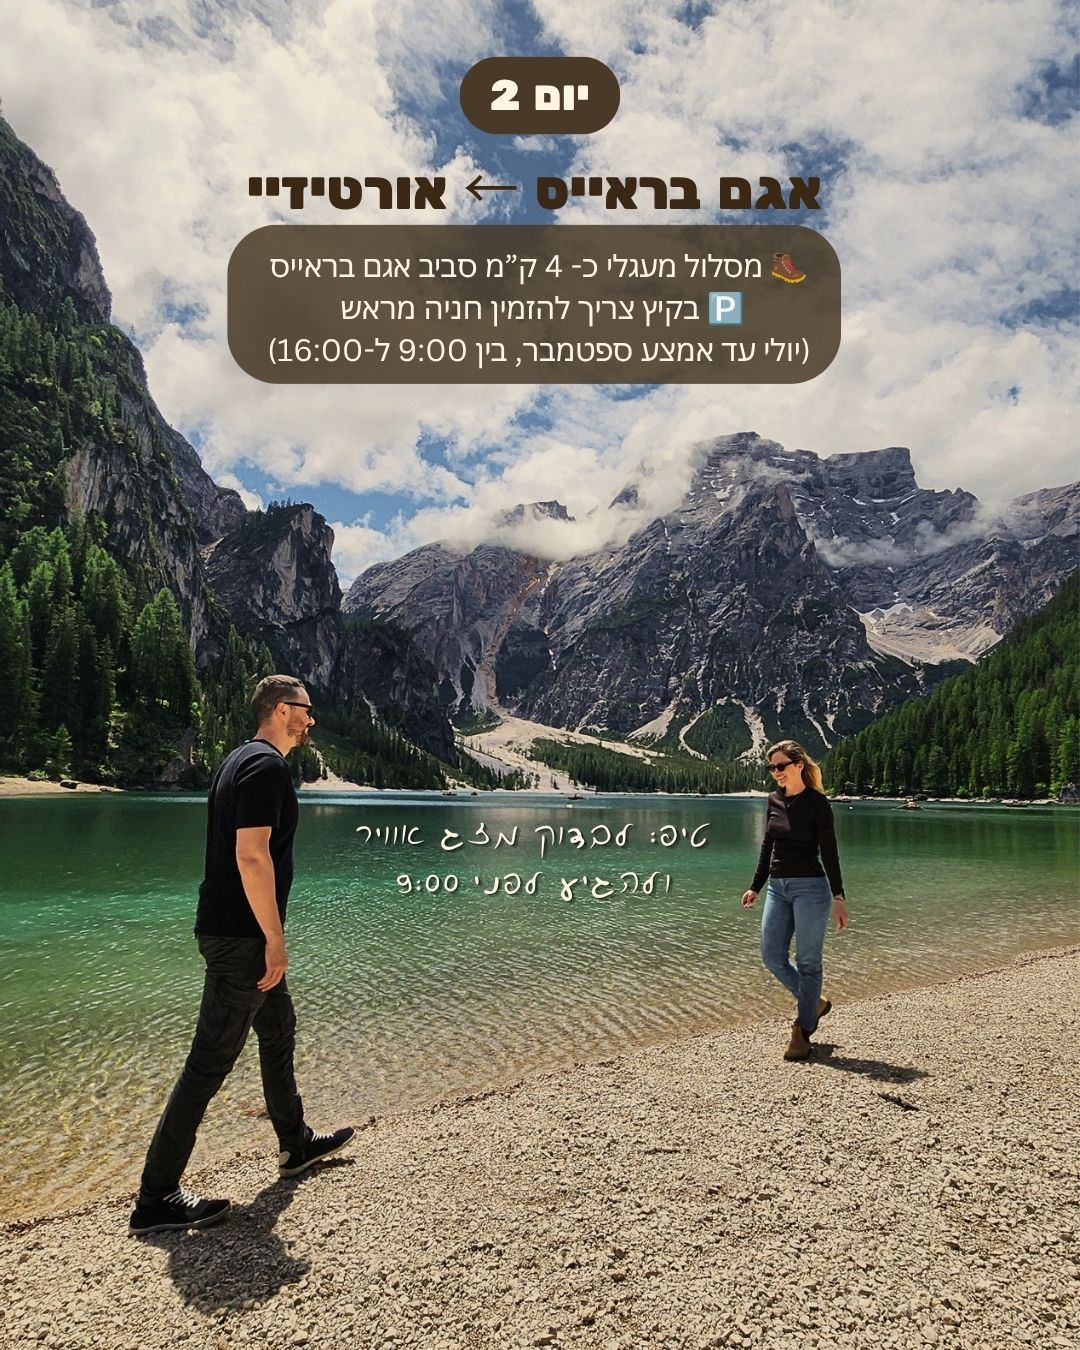 יום 2
אגם בראייס ← אורטידיי
🥾 מסלול מעגלי כ- 4 ק״מ סביב אגם בראייס
🅿️ בקיץ צריך להזמין חניה מראש
(יולי עד אמצע ספטמבר, בין 9:00 ל-16:00)
טיפ: לבדוק מזג אוויר
ולהגיע לפני 9:00